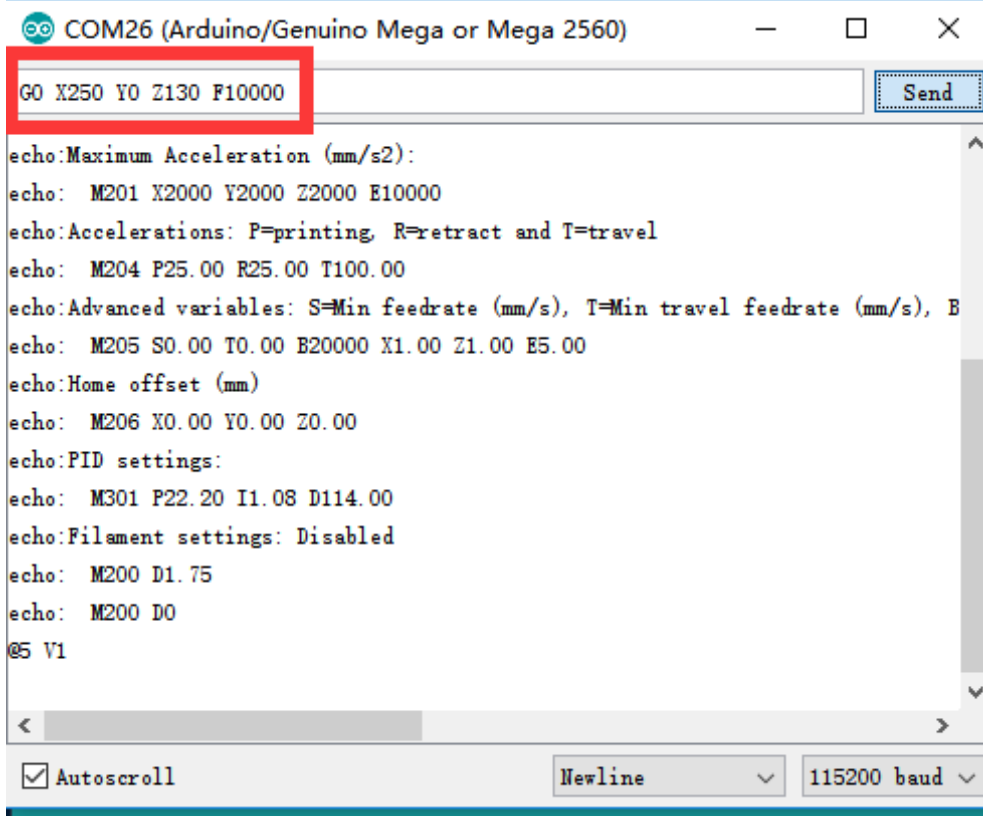 COM26 (Arduino/Genuino Mega or Mega 2560)
G0 X250 Y0 Z130 F10000
Send
echo:Maximum Acceleration (mm/s2):
echo:  M201 X2000 Y2000 Z2000 E10000
echo:Accelerations: P=printing, R=retract and T=travel
echo:  M204 P25.00 R25.00 T100.00
echo:Advanced variables: S=Min feedrate (mm/s), T=Min travel feedrate (mm/s), B
echo:  M205 S0.00 T0.00 B20000 X1.00 Z1.00 E5.00
echo:Home offset (mm)
echo:  M206 X0.00 Y0.00 Z0.00
echo:PID settings:
echo:  M301 P22.20 I1.08 D114.00
echo:Filament settings: Disabled
echo:  M200 D1.75
echo:  M200 D0
@5 V1
Autoscroll
Newline
115200 baud